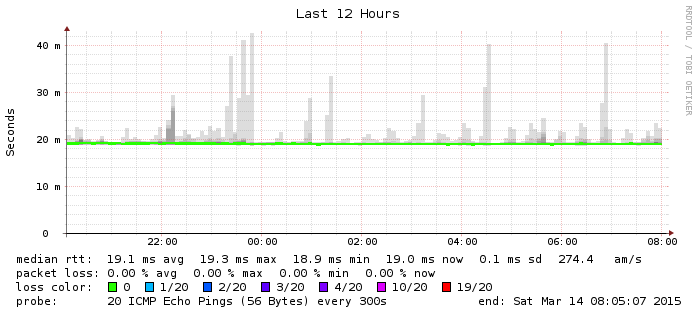 Last 12 Hours
RRDTOOL / TOBI OETIKER
Seconds
40 m
30 m
20 m
10 m
0
22:00 00:00 02:00 04:00 06:00 08:00
median rtt: 19.1 ms avg 19.3 ms max 18.9 ms min 19.0 ms now 0.1 ms sd 274.4 am/s
packet loss: 0.00 % avg 0.00 % max 0.00 % min 0.00 % now
loss color: 0 1/20 2/20 3/20 4/20 10/20 19/20
probe: 20 ICMP Echo Pings (56 Bytes) every 300s end: Sat Mar 14 08:05:07 2015